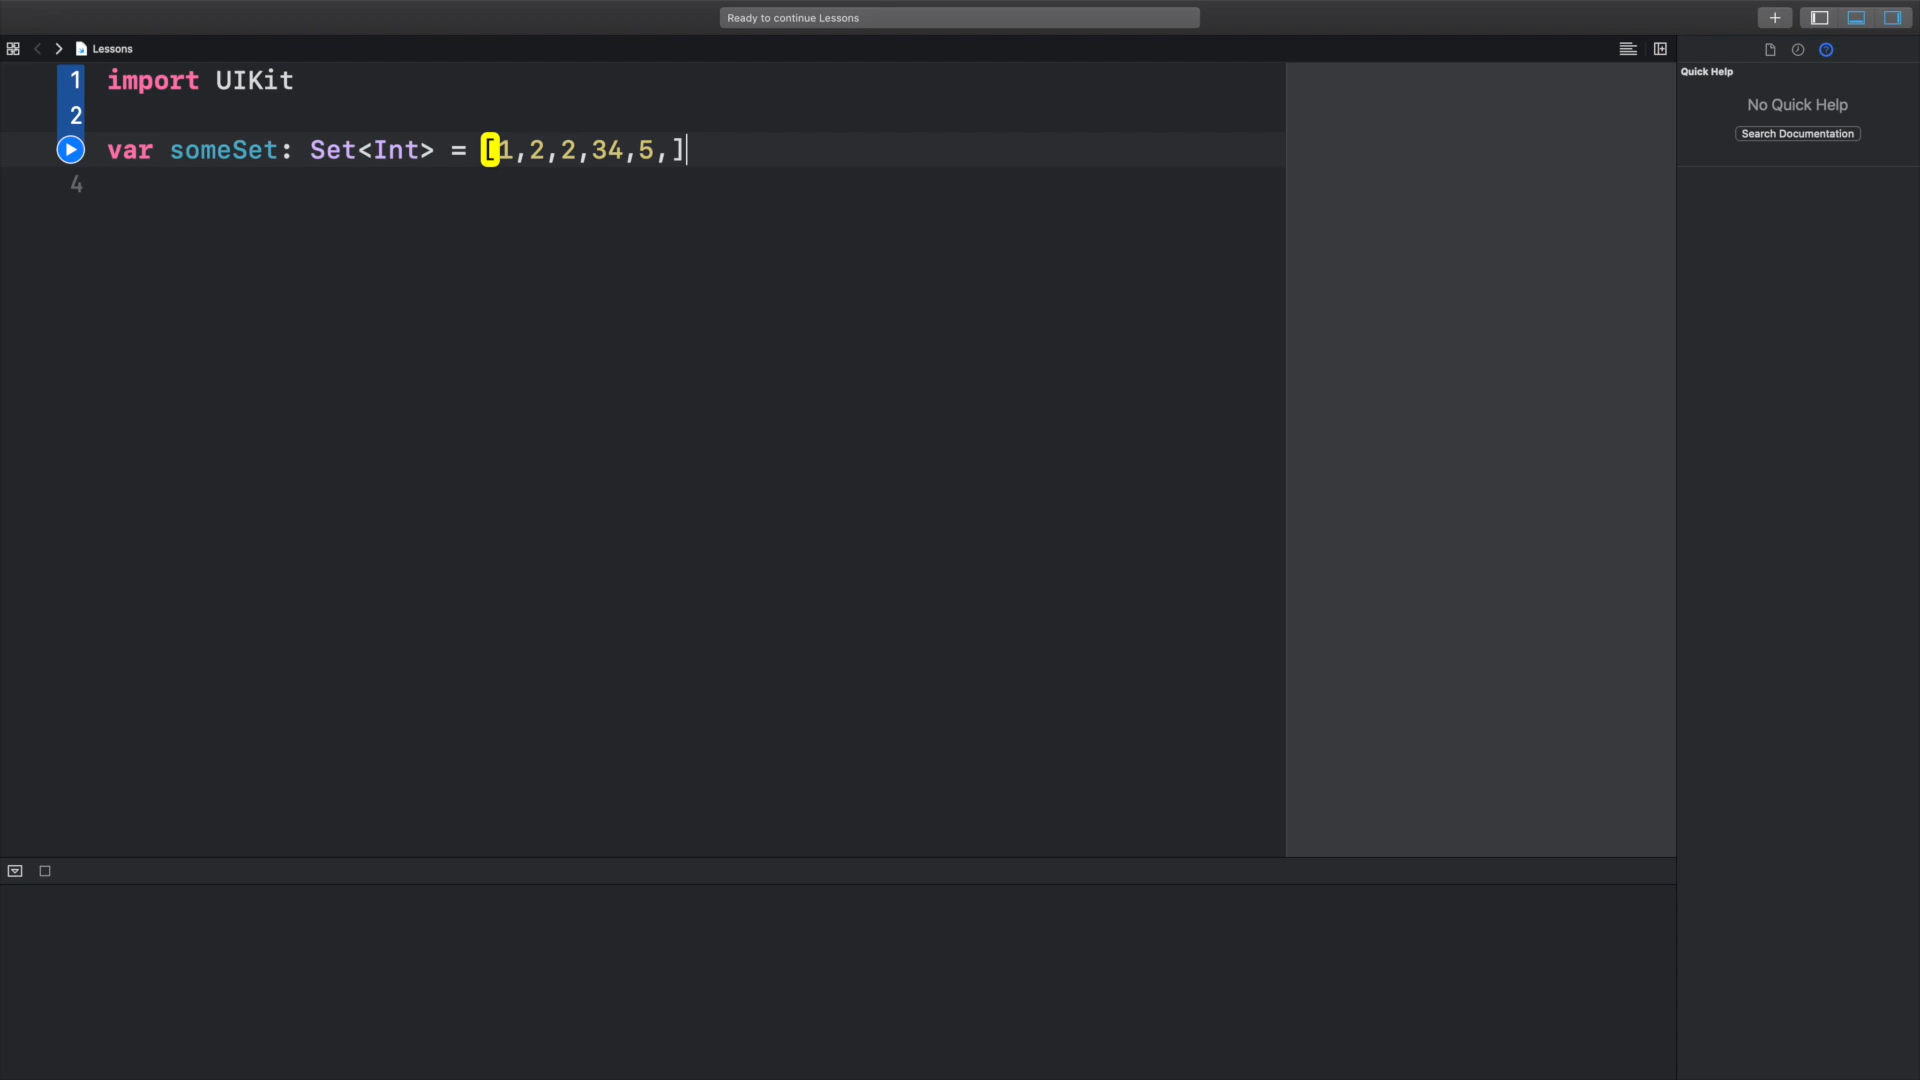 Ready to continue Lessons
Lessons
Quick Help
No Quick Help
Search Documentation
1 import UIKit
2
var someSet: Set<Int> = [1,2,2,34,5,]
4